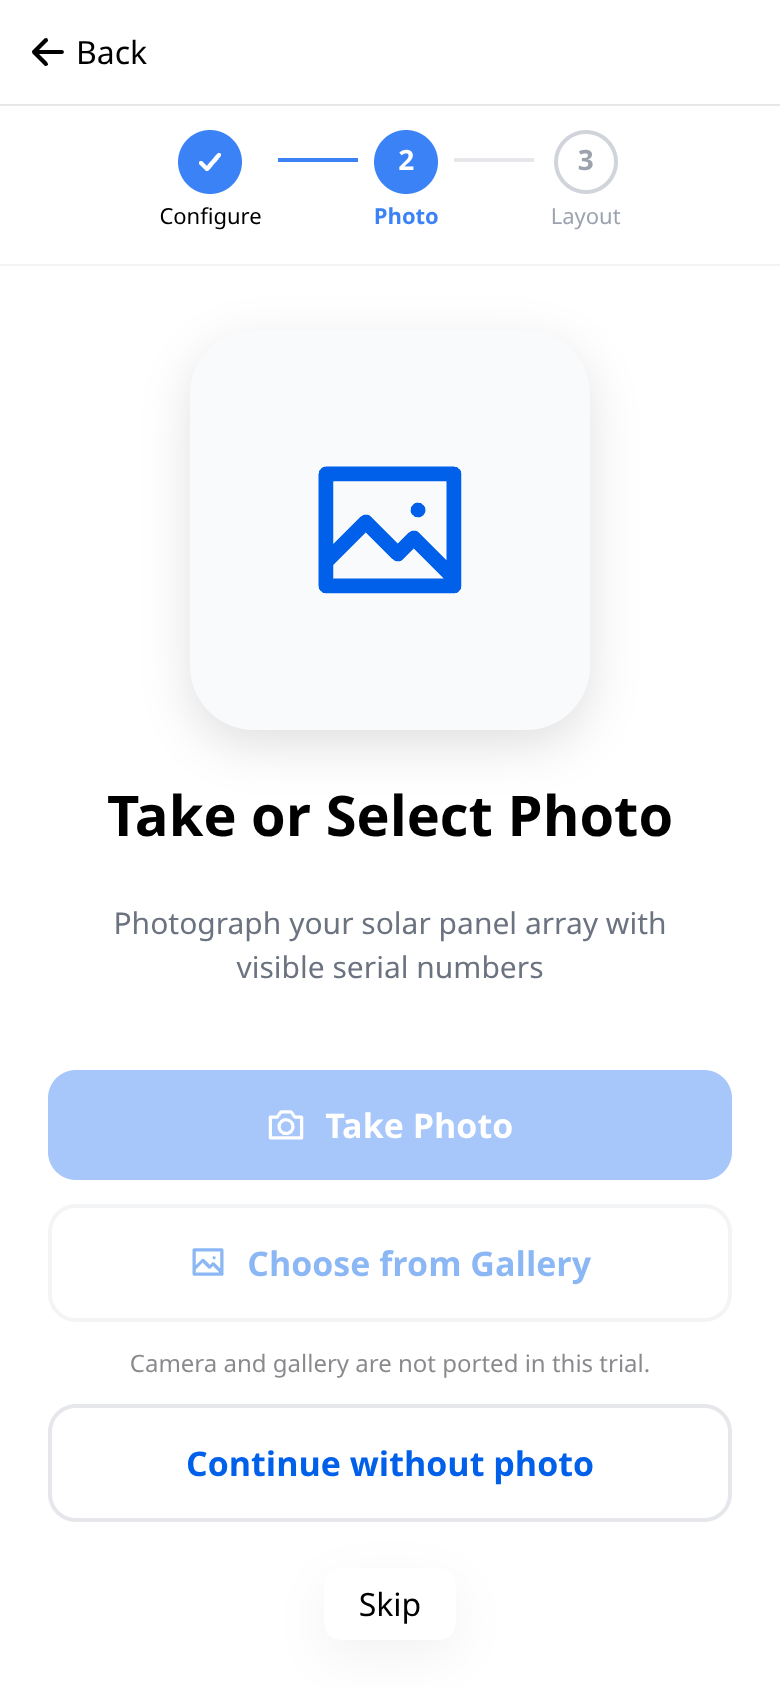 Back
2
3
Configure
Photo
Layout
Take or Select Photo
Photograph your solar panel array with
visible serial numbers
Take Photo
Choose from Gallery
Camera and gallery are not ported in this trial.
Continue without photo
Skip